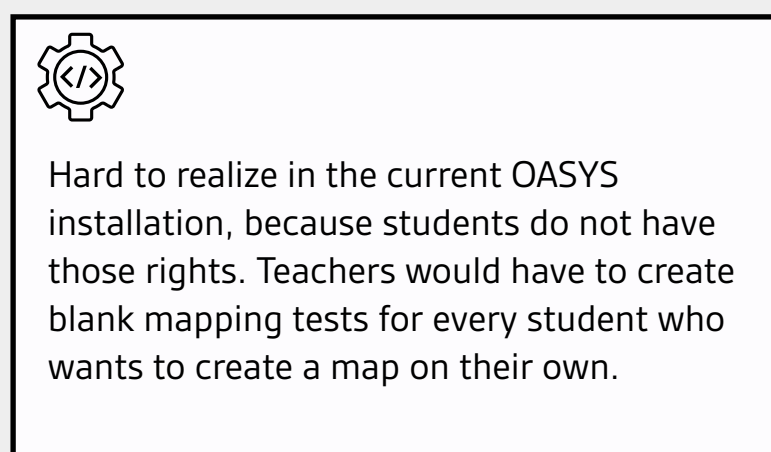 </>
Hard to realize in the current OASYS
installation, because students do not have
those rights. Teachers would have to create
blank mapping tests for every student who
wants to create a map on their own.